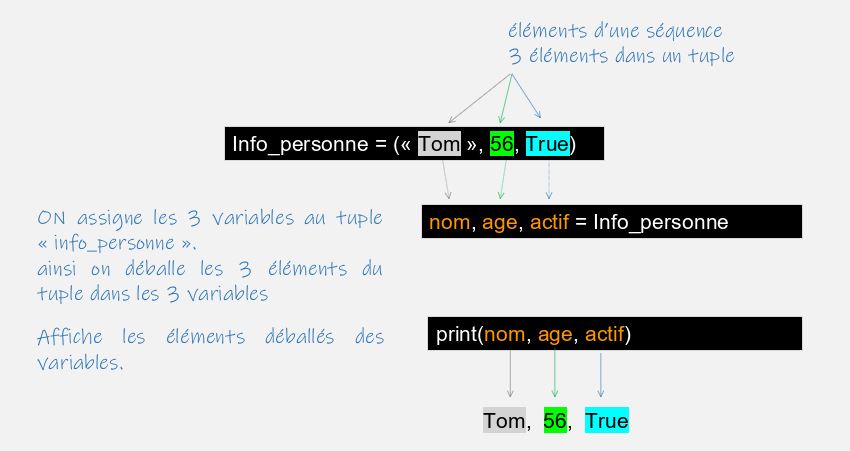 éléments d'une séquence
3 éléments dans un tuple
Info_personne = (« Tom », 56, True)
ON assigne les 3 variables au tuple
« info_personne ».
ainsi on déballe les 3 éléments du
tuple dans les 3 variables
nom, age, actif = Info_personne
Affiche les éléments déballés des
variables.
print(nom, age, actif)
Tom, 56, True